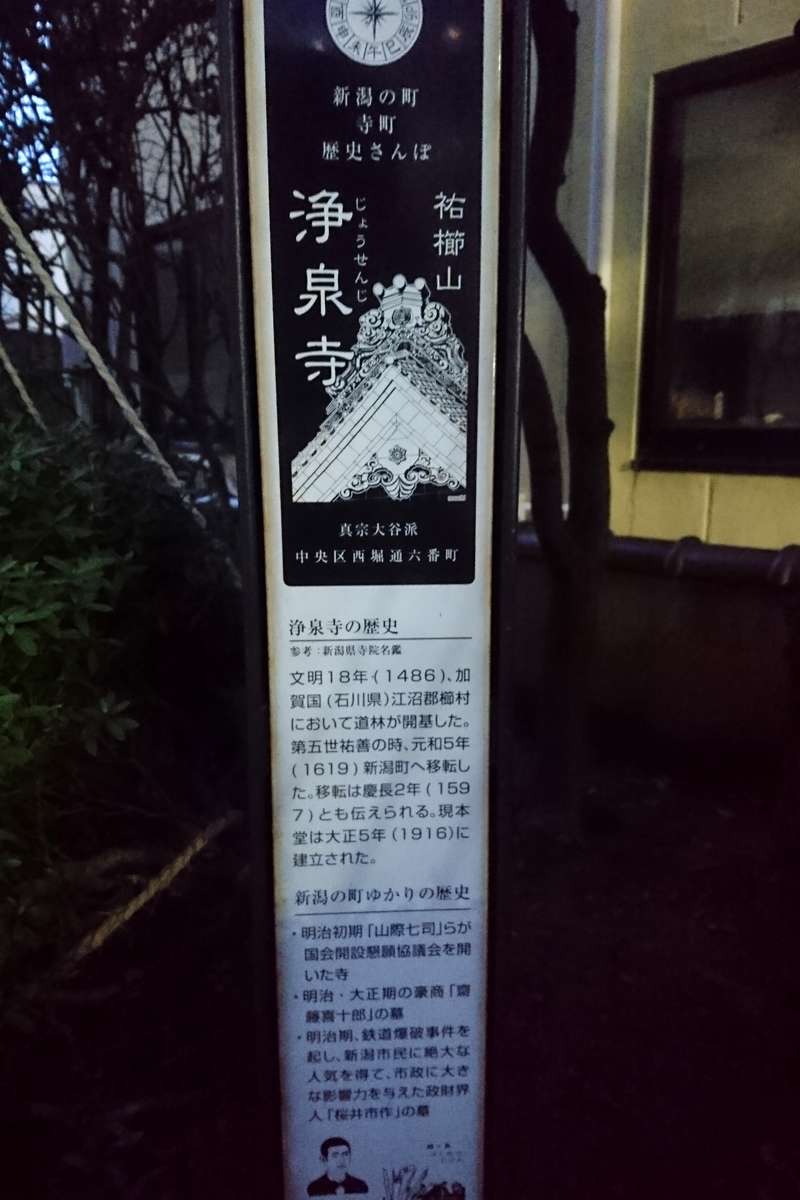 酉申未午巳辰卯
新潟の町
寺町
歴史さんぽ
祐櫛山
浄泉寺
じょうせんじ
真宗大谷派
中央区西堀通六番町
浄泉寺の歴史
参考：新潟県寺院名鑑
文明18年（1486）、加
賀国（石川県）江沼郡櫛村
において道林が開基した。
第五世祐善の時、元和5年
（1619）新潟町へ移転し
た。移転は慶長2年（159
7）とも伝えられる。現本
堂は大正5年（1916）に
建立された。
新潟の町ゆかりの歴史
・明治初期「山際七司」らが
国会開設懇願協議会を開
いた寺
・明治・大正期の豪商「齋
藤喜十郎」の墓
・明治期、鉄道爆破事件を
起し、新潟市民に絶大な
人気を得て、市政に大き
な影響力を与えた政財界
人「桜井市作」の墓